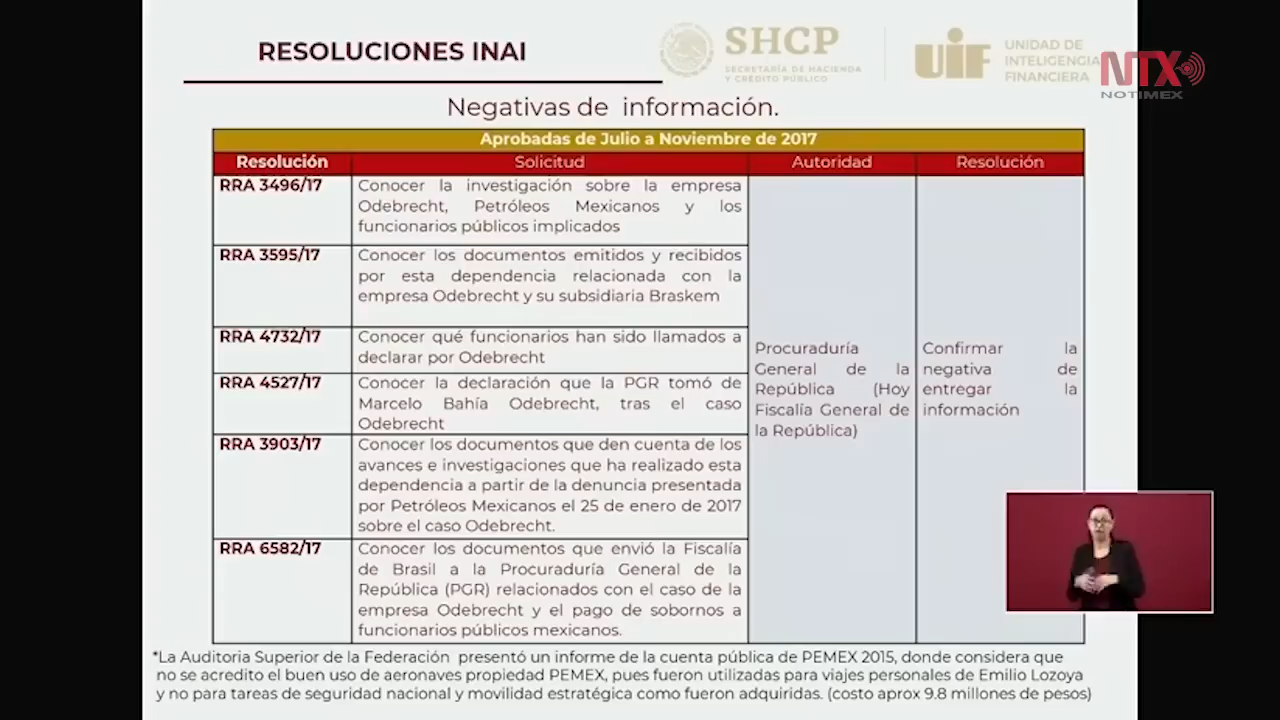 RESOLUCIONES INAI
SHCP
SECRETARÍA DE HACIENDA
Y CRÉDITO PÚBLICO
UIF
UNIDAD DE
INTELIGENCIA
FINANCIERA
NTX
NOTIMEX
Negativas de información.
Aprobadas de Julio a Noviembre de 2017
Resolución Solicitud Autoridad Resolución
RRA 3496/17
Conocer la investigación sobre la empresa
Odebrecht, Petróleos Mexicanos y los
funcionarios públicos implicados
RRA 3595/17
Conocer los documentos emitidos y recibidos
por esta dependencia relacionada con la
empresa Odebrecht y su subsidiaria Braskem
RRA 4732/17
Conocer qué funcionarios han sido llamados a
declarar por Odebrecht
RRA 4527/17
Conocer la declaración que la PGR tomó de
Marcelo Bahía Odebrecht, tras el caso
Odebrecht
RRA 3903/17
Conocer los documentos que den cuenta de los
avances e investigaciones que ha realizado esta
dependencia a partir de la denuncia presentada
por Petróleos Mexicanos el 25 de enero de 2017
sobre el caso Odebrecht.
RRA 6582/17
Conocer los documentos que envió la Fiscalía
de Brasil a la Procuraduría General de la
República (PGR) relacionados con el caso de la
empresa Odebrecht y el pago de sobornos a
funcionarios públicos mexicanos.
Procuraduría
General de la
República (Hoy
Fiscalía General de
la República)
Confirmar la
negativa de
entregar la
información
*La Auditoria Superior de la Federación presentó un informe de la cuenta pública de PEMEX 2015, donde considera que
no se acredito el buen uso de aeronaves propiedad PEMEX, pues fueron utilizadas para viajes personales de Emilio Lozoya
y no para tareas de seguridad nacional y movilidad estratégica como fueron adquiridas. (costo aprox 9.8 millones de pesos)